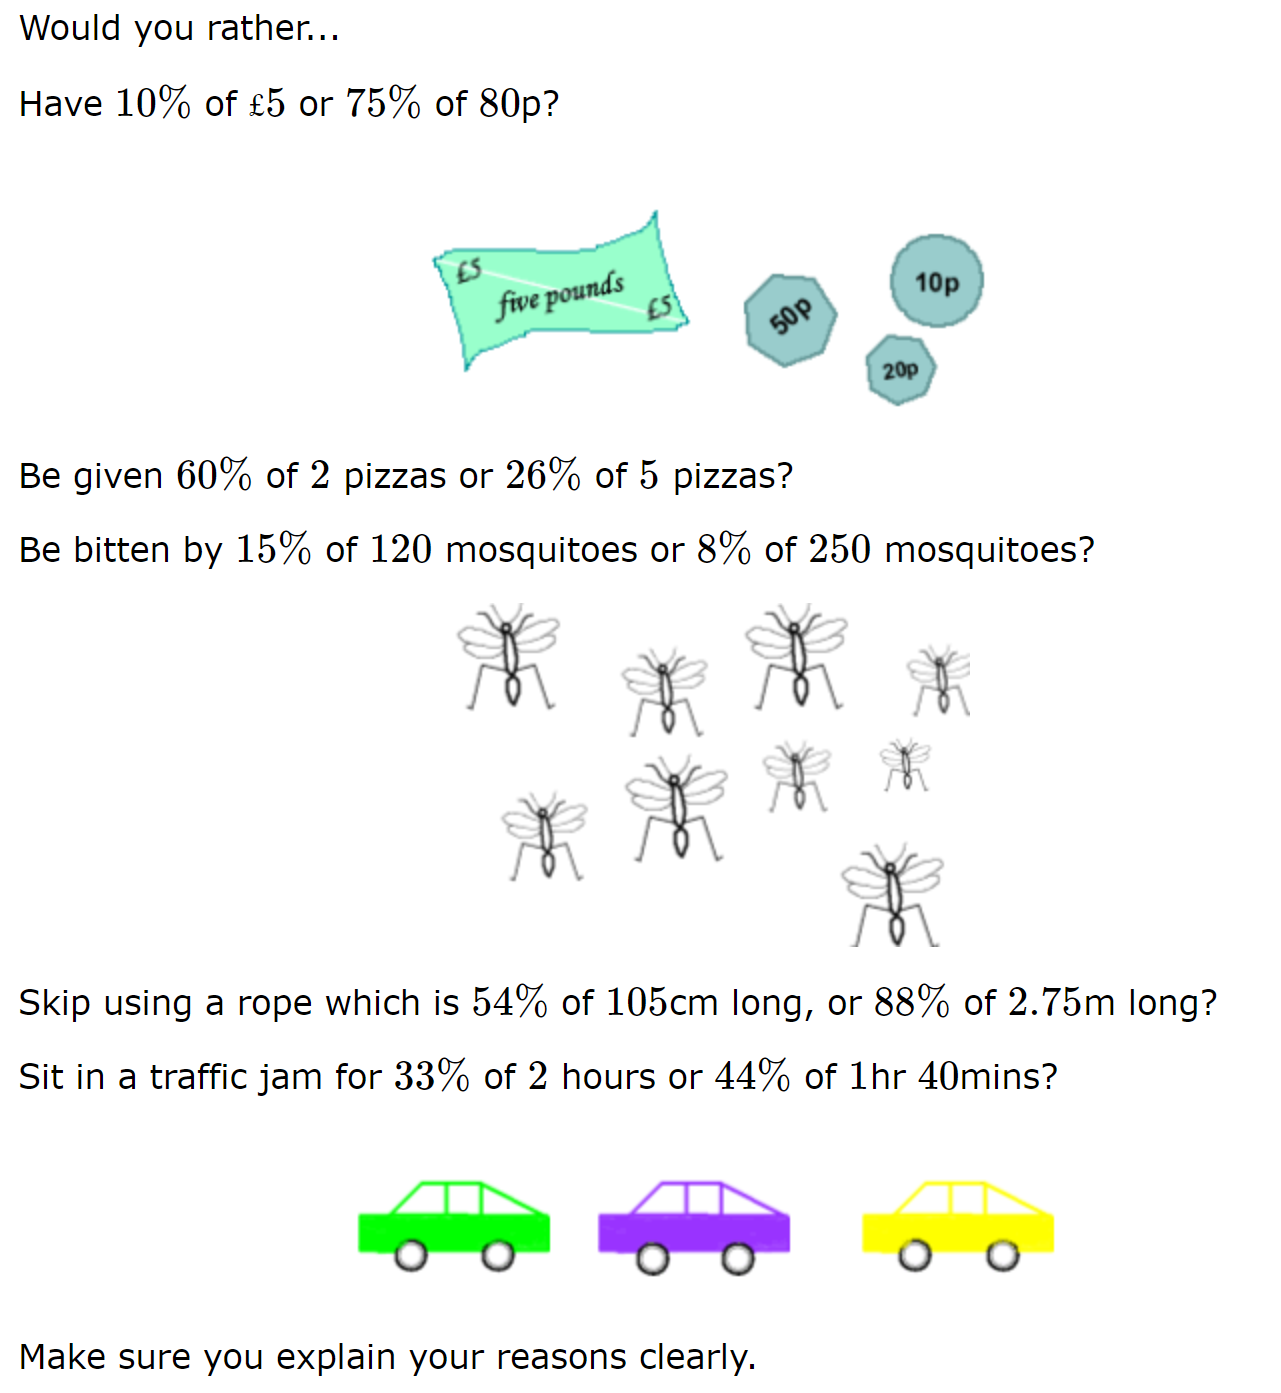 Would you rather...
Have 10% of £5 or 75% of 80p?
£5
five pounds
£5
50p
10p
20p
Be given 60% of 2 pizzas or 26% of 5 pizzas?
Be bitten by 15% of 120 mosquitoes or 8% of 250 mosquitoes?
Skip using a rope which is 54% of 105cm long, or 88% of 2.75m long?
Sit in a traffic jam for 33% of 2 hours or 44% of 1hr 40mins?
Make sure you explain your reasons clearly.